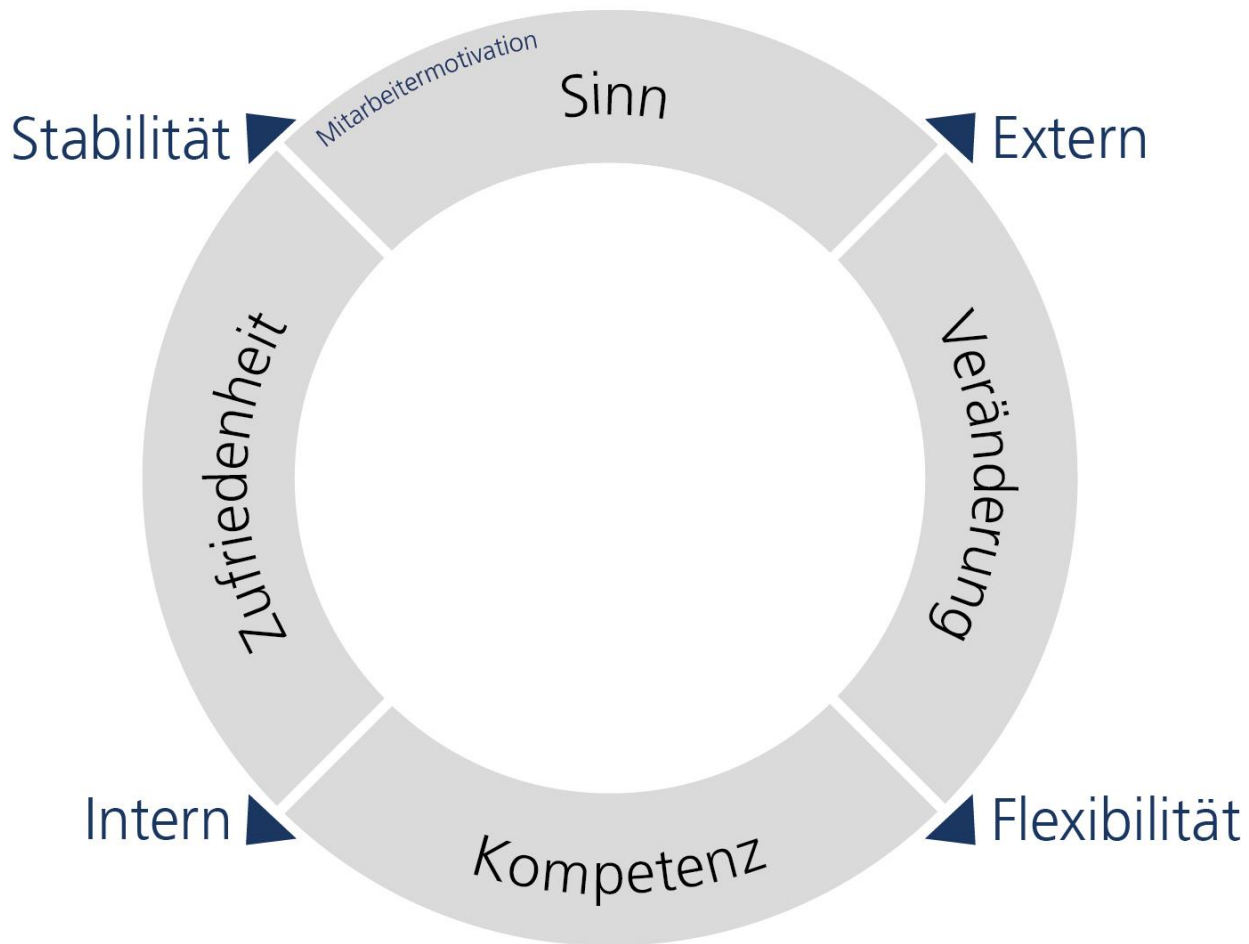 Mitarbeitermotivation
Sinn
Stabilität
Extern
Zufriedenheit
Veränderung
Intern
Flexibilität
Kompetenz